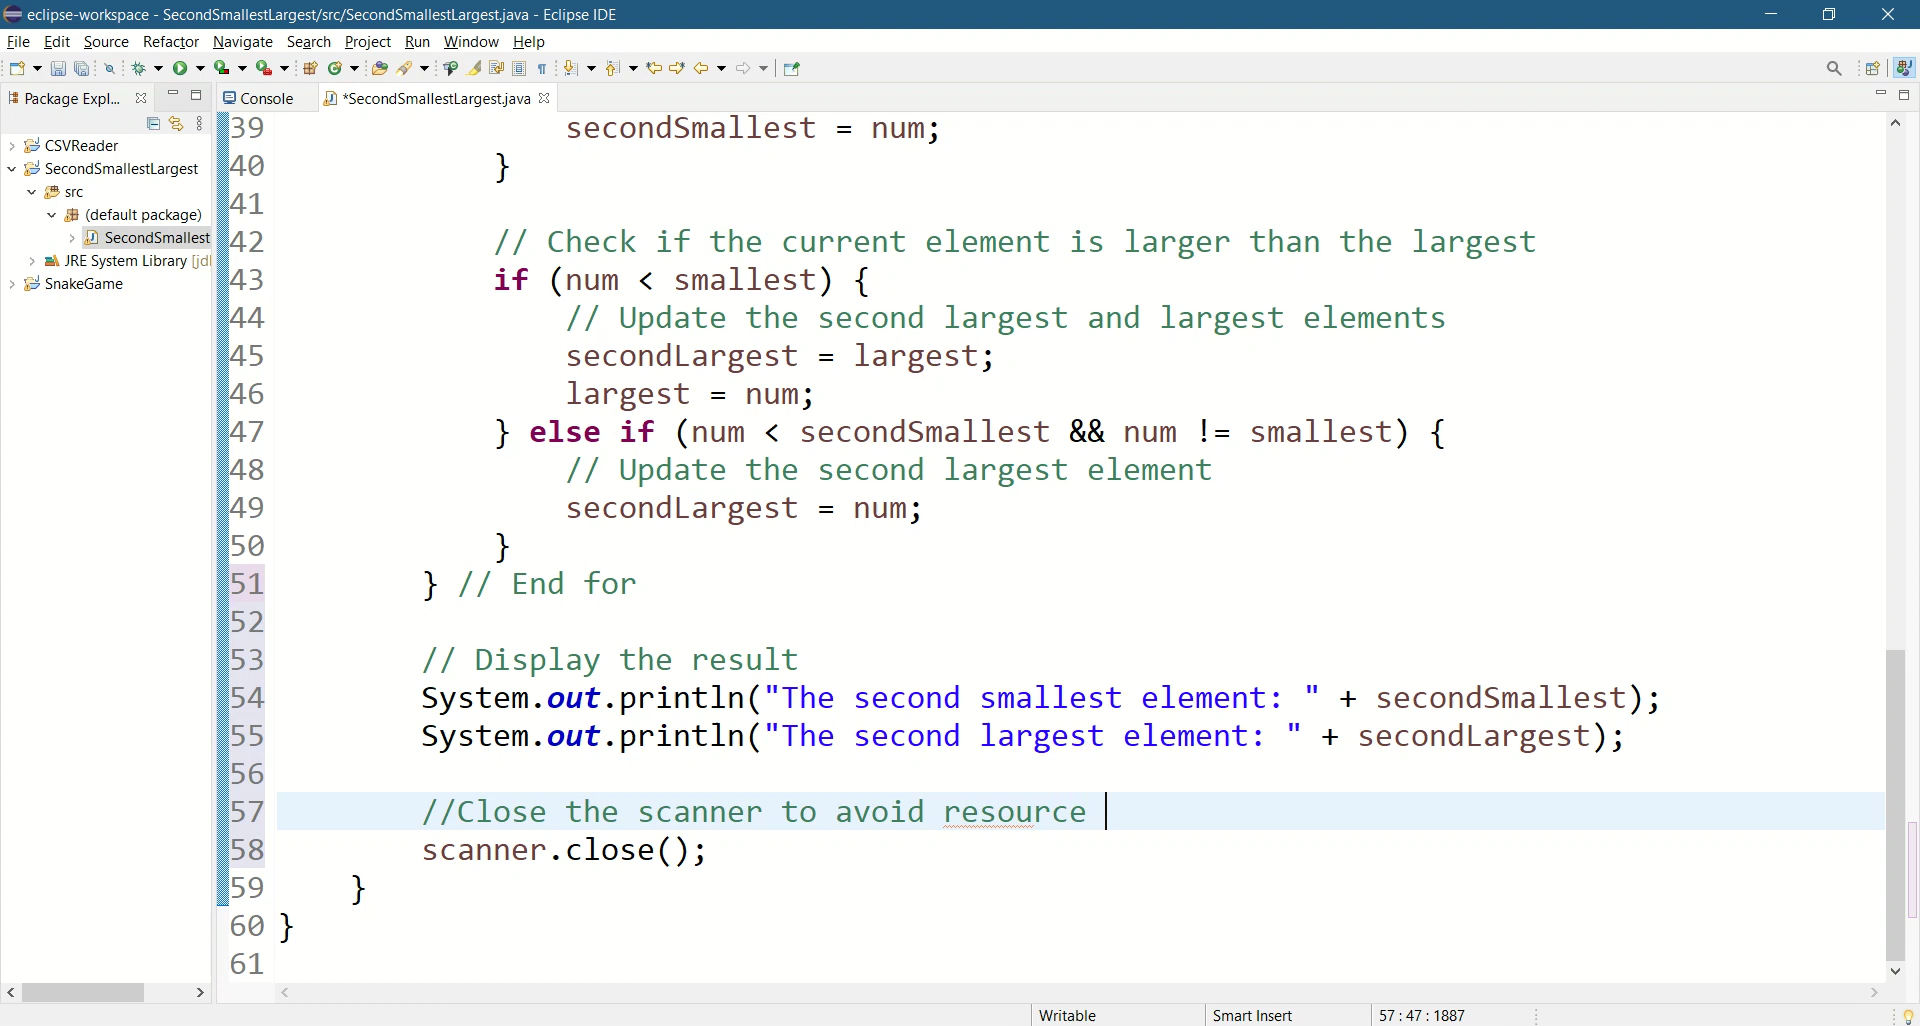 eclipse-workspace - SecondSmallestLargest/src/SecondSmallestLargest.java - Eclipse IDE
File Edit Source Refactor Navigate Search Project Run Window Help
Package Expl...
Console
*SecondSmallestLargest.java
CSVReader
SecondSmallestLargest
src
(default package)
SecondSmallest
JRE System Library [jd
SnakeGame
39 secondSmallest = num;
40 }
41
42 // Check if the current element is larger than the largest
43 if (num < smallest) {
44 // Update the second largest and largest elements
45 secondLargest = largest;
46 largest = num;
47 } else if (num < secondSmallest && num != smallest) {
48 // Update the second largest element
49 secondLargest = num;
50 }
51 } // End for
52
53 // Display the result
54 System.out.println("The second smallest element: " + secondSmallest);
55 System.out.println("The second largest element: " + secondLargest);
56
57 //Close the scanner to avoid resource
58 scanner.close();
59 }
60 }
61
Writable Smart Insert 57 : 47 : 1887